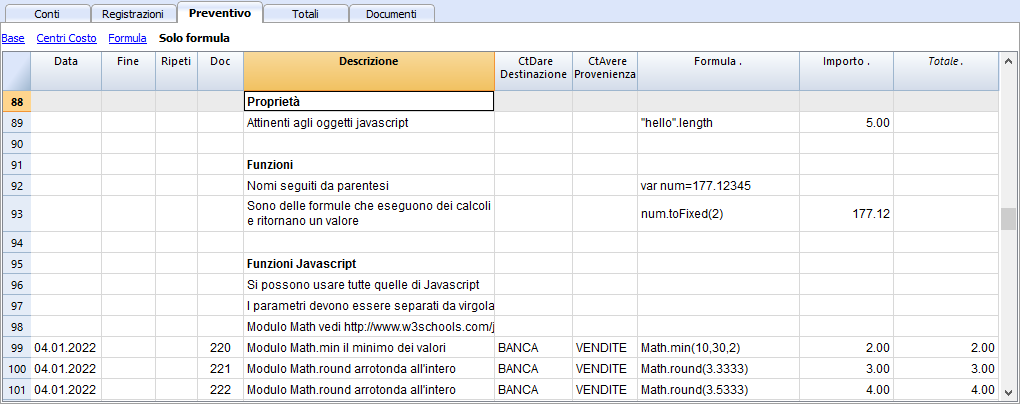 Conti Registrazioni Preventivo Totali Documenti
Base Centri Costo Formula Solo formula
Data Fine Ripeti Doc Descrizione CtDare Destinazione CtAvere Provenienza Formula . Importo . Totale .
88 Proprietà
89 Attinenti agli oggetti javascript "hello".length 5.00
90
91 Funzioni
92 Nomi seguiti da parentesi var num=177.12345
93 Sono delle formule che eseguono dei calcoli
e ritornano un valore num.toFixed(2) 177.12
94
95 Funzioni Javascript
96 Si possono usare tutte quelle di Javascript
97 I parametri devono essere separati da virgola
98 Modulo Math vedi http://www.w3schools.com/j
99 04.01.2022 220 Modulo Math.min il minimo dei valori BANCA VENDITE Math.min(10,30,2) 2.00 2.00
100 04.01.2022 221 Modulo Math.round arrotonda all'intero BANCA VENDITE Math.round(3.3333) 3.00 3.00
101 04.01.2022 222 Modulo Math.round arrotonda all'intero BANCA VENDITE Math.round(3.5333) 4.00 4.00